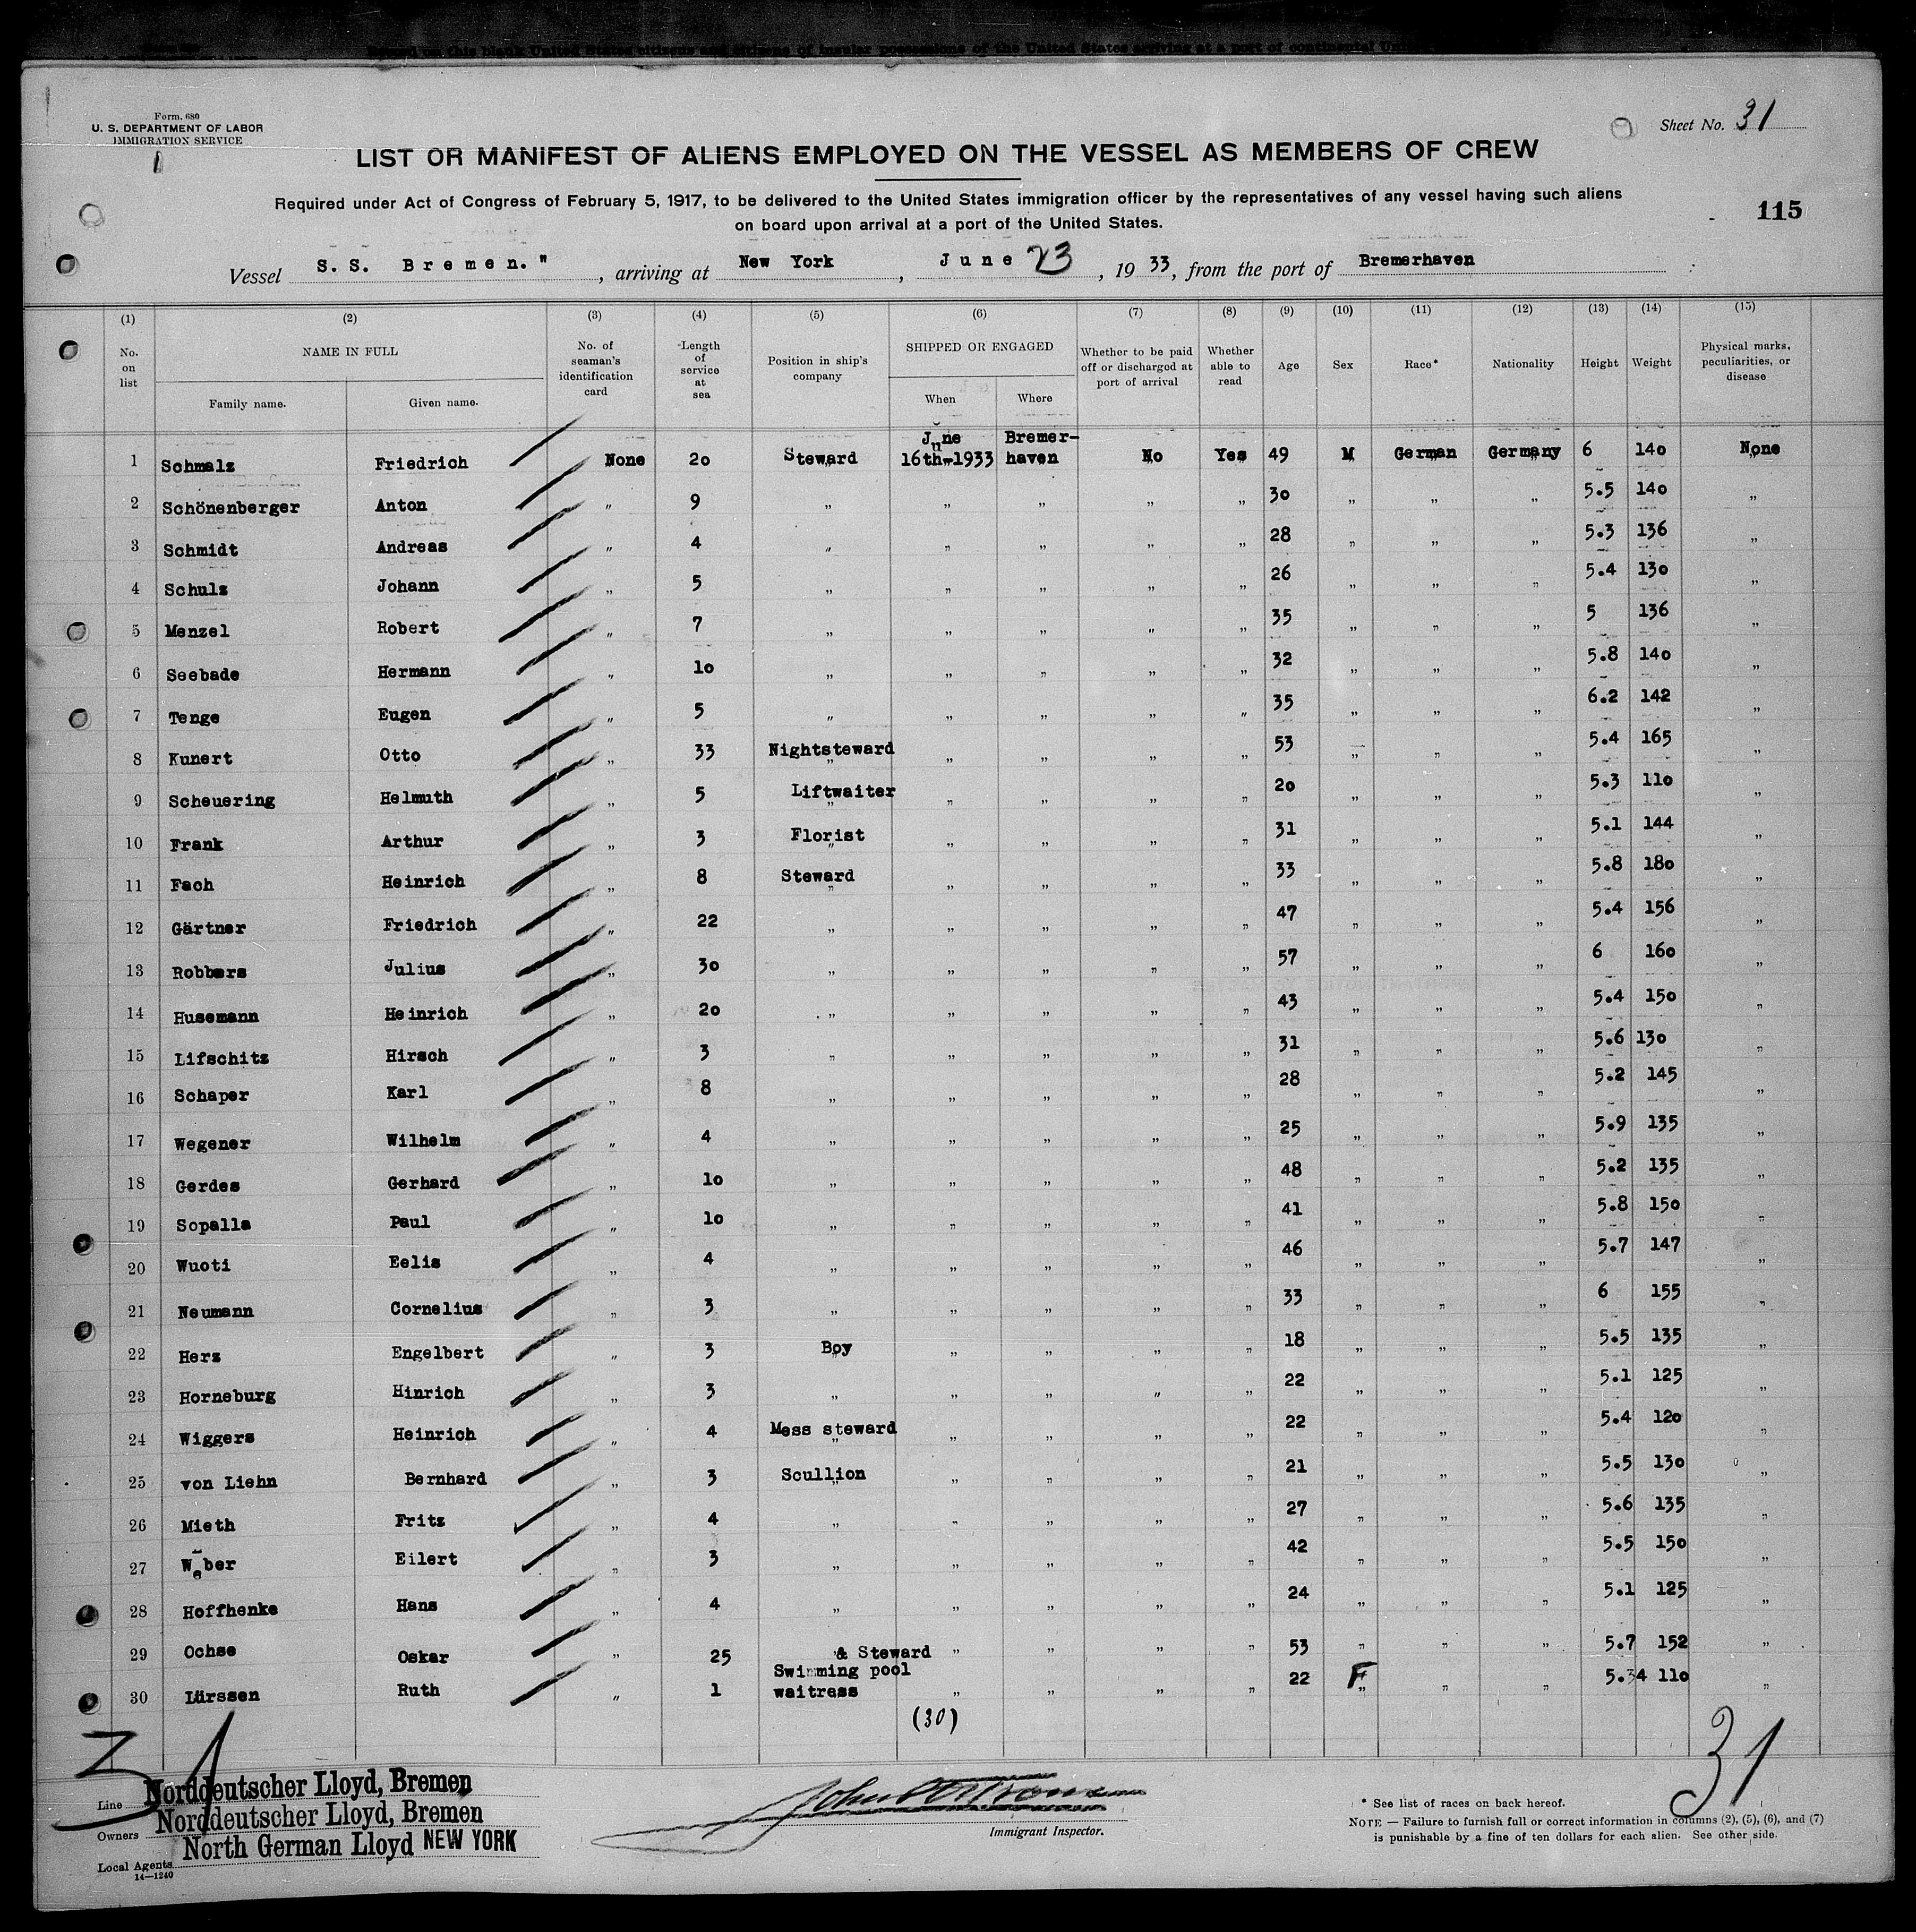 Form. 680
U. S. DEPARTMENT OF LABOR
IMMIGRATION SERVICE
Sheet No. 31
LIST OR MANIFEST OF ALIENS EMPLOYED ON THE VESSEL AS MEMBERS OF CREW
Required under Act of Congress of February 5, 1917, to be delivered to the United States immigration officer by the representatives of any vessel having such aliens
on board upon arrival at a port of the United States.
115
Vessel S.S. Bremen." , arriving at New York , June 23 , 19 33, from the port of Bremerhaven
(1) (2) (3) (4) (5) (6) (7) (8) (9) (10) (11) (12) (13) (14) (15)
No. on list NAME IN FULL Family name. Given name. No. of seaman's identification card Length of service at sea Position in ship's company SHIPPED OR ENGAGED When Where Whether to be paid off or discharged at port of arrival Whether able to read Age Sex Race* Nationality Height Weight Physical marks, peculiarities, or disease
1 Schmalz Friedrich None 20 Steward June 16th-1933 Bremer-haven No Yes 49 M German Germany 6 140 None
2 Schönenberger Anton " 9 " " " " " 30 " " " 5.5 140 "
3 Schmidt Andreas " 4 " " " " " 28 " " " 5.3 136 "
4 Schulz Johann " 5 " " " " " 26 " " " 5.4 130 "
5 Menzel Robert " 7 " " " " " 35 " " " 5 136 "
6 Seebade Hermann " 10 " " " " " 32 " " " 5.8 140 "
7 Tenge Eugen " 5 " " " " " 35 " " " 6.2 142 "
8 Kunert Otto " 33 Nightsteward " " " " 53 " " " 5.4 165 "
9 Scheuering Helmuth " 5 Liftwaiter " " " " 20 " " " 5.3 110 "
10 Frank Arthur " 3 Florist " " " " 31 " " " 5.1 144 "
11 Fach Heinrich " 8 Steward " " " " 33 " " " 5.8 180 "
12 Gärtner Friedrich " 22 " " " " " 47 " " " 5.4 156 "
13 Robbers Julius " 30 " " " " " 57 " " " 6 160 "
14 Husemann Heinrich " 20 " " " " " 43 " " " 5.4 150 "
15 Lifschitz Hirsch " 3 " " " " " 31 " " " 5.6 130 "
16 Schaper Karl " 8 " " " " " 28 " " " 5.2 145 "
17 Wegener Wilhelm " 4 " " " " " 25 " " " 5.9 135 "
18 Gerdes Gerhard " 10 " " " " " 48 " " " 5.2 135 "
19 Sopalla Paul " 10 " " " " " 41 " " " 5.8 150 "
20 Wuoti Eelis " 4 " " " " " 46 " " " 5.7 147 "
21 Neumann Cornelius " 3 " " " " " 33 " " " 6 155 "
22 Herz Engelbert " 3 Boy " " " " 18 " " " 5.5 135 "
23 Horneburg Hinrich " 3 " " " " " 22 " " " 5.1 125 "
24 Wiggers Heinrich " 4 Mess steward " " " " 22 " " " 5.4 120 "
25 von Liehn Bernhard " 3 Scullion " " " " 21 " " " 5.5 130 "
26 Mieth Fritz " 4 " " " " " 27 " " " 5.6 135 "
27 Weber Eilert " 3 " " " " " 42 " " " 5.5 150 "
28 Hoffhenke Hans " 4 " " " " " 24 " " " 5.1 125 "
29 Ochse Oskar " 25 " & Steward " " " " 53 " " " 5.7 152 "
30 Lürssen Ruth " 1 Swimming pool waitress " " " " 22 F " " 5.4 110 "
(30)
31
31
Line Norddeutscher Lloyd, Bremen
Owners Norddeutscher Lloyd, Bremen
Local Agents North German Lloyd NEW YORK
14—1240
Immigrant Inspector.
* See list of races on back hereof.
NOTE — Failure to furnish full or correct information in columns (2), (5), (6), and (7)
is punishable by a fine of ten dollars for each alien. See other side.